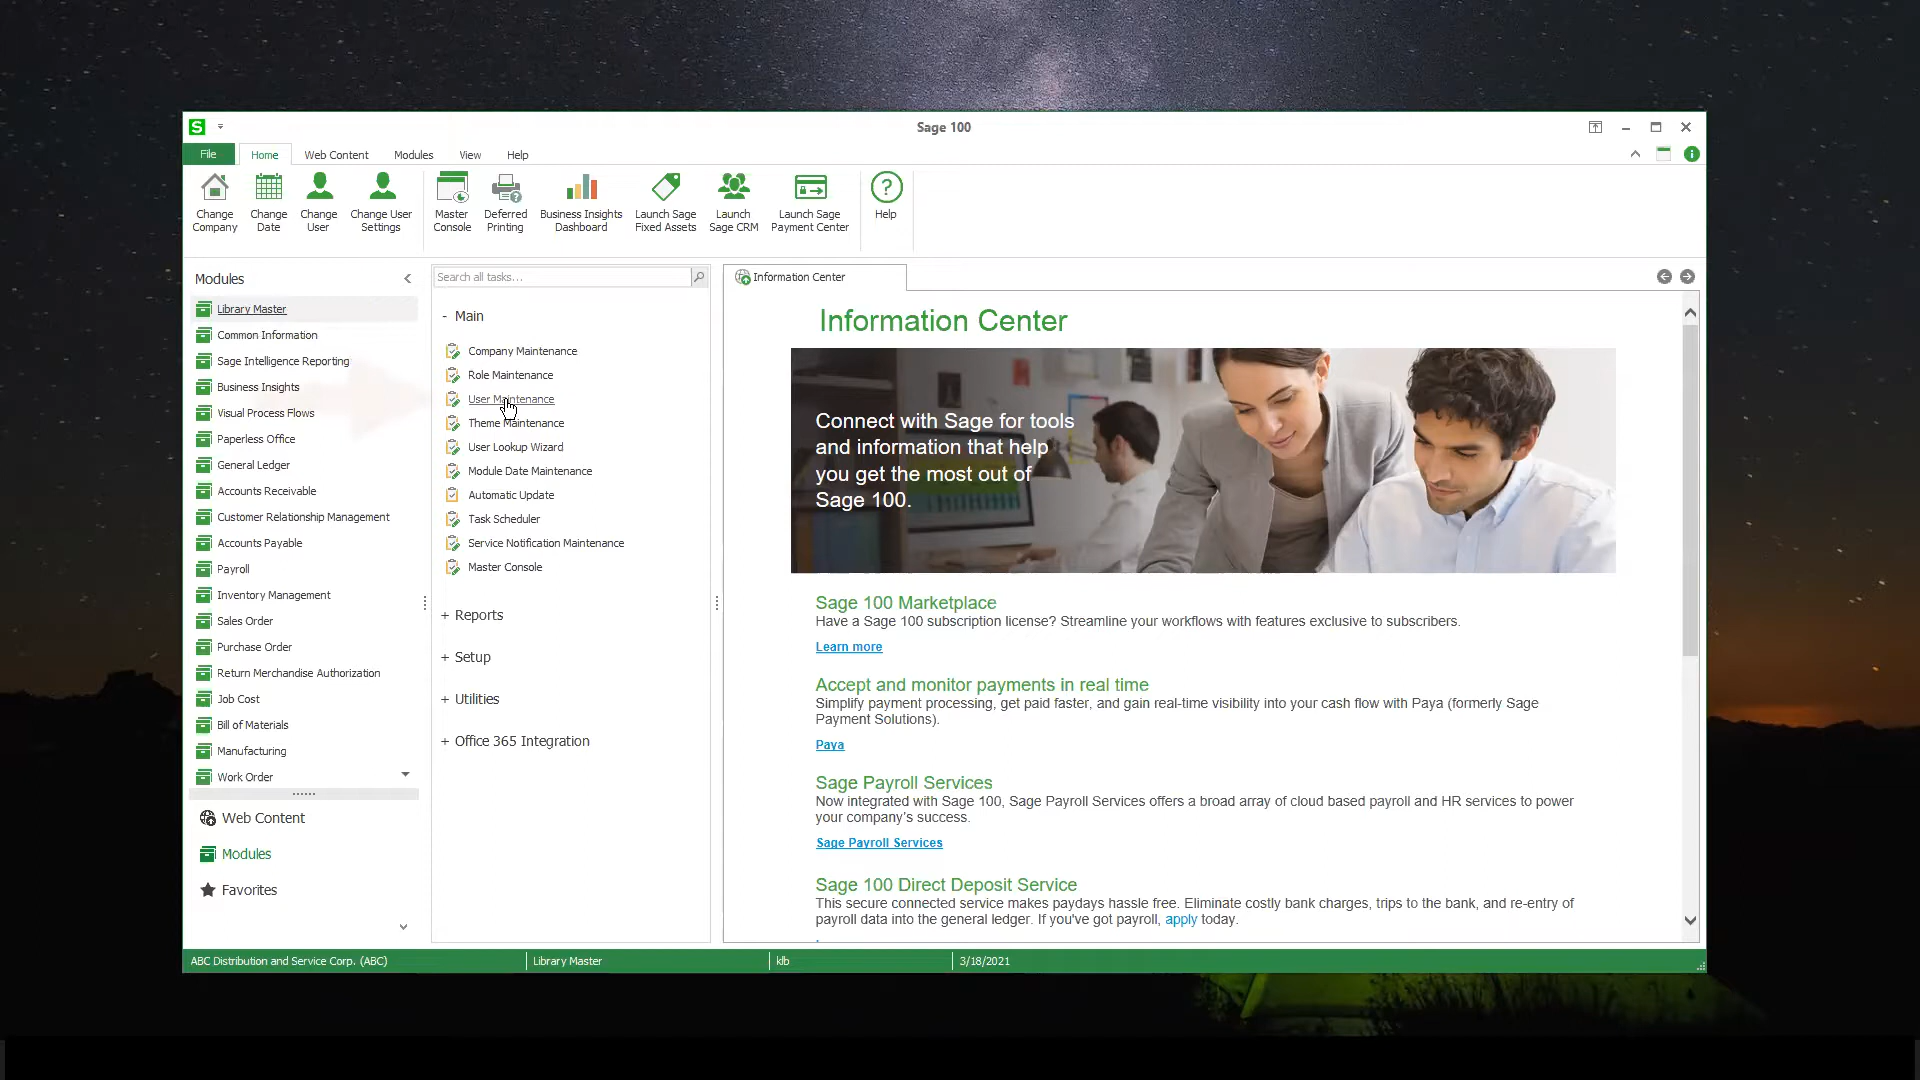 S
Sage 100
File Home Web Content Modules View Help
Change Company
Change Date
Change User
Change User Settings
Master Console
Deferred Printing
Business Insights Dashboard
Launch Sage Fixed Assets
Launch Sage CRM
Launch Sage Payment Center
Help
Modules
Library Master
Common Information
Sage Intelligence Reporting
Business Insights
Visual Process Flows
Paperless Office
General Ledger
Accounts Receivable
Customer Relationship Management
Accounts Payable
Payroll
Inventory Management
Sales Order
Purchase Order
Return Merchandise Authorization
Job Cost
Bill of Materials
Manufacturing
Work Order
Web Content
Modules
Favorites
Search all tasks...
- Main
Company Maintenance
Role Maintenance
User Maintenance
Theme Maintenance
User Lookup Wizard
Module Date Maintenance
Automatic Update
Task Scheduler
Service Notification Maintenance
Master Console
+ Reports
+ Setup
+ Utilities
+ Office 365 Integration
Information Center
Information Center
Connect with Sage for tools
and information that help
you get the most out of
Sage 100.
Sage 100 Marketplace
Have a Sage 100 subscription license? Streamline your workflows with features exclusive to subscribers.
Learn more
Accept and monitor payments in real time
Simplify payment processing, get paid faster, and gain real-time visibility into your cash flow with Paya (formerly Sage
Payment Solutions).
Paya
Sage Payroll Services
Now integrated with Sage 100, Sage Payroll Services offers a broad array of cloud based payroll and HR services to power
your company's success.
Sage Payroll Services
Sage 100 Direct Deposit Service
This secure connected service makes paydays hassle free. Eliminate costly bank charges, trips to the bank, and re-entry of
payroll data into the general ledger. If you've got payroll, apply today.
ABC Distribution and Service Corp. (ABC) Library Master klb 3/18/2021